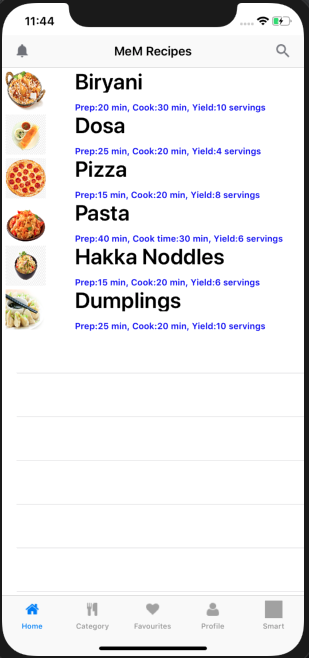 11:44
MeM Recipes
Biryani
Prep:20 min, Cook:30 min, Yield:10 servings
Dosa
Prep:25 min, Cook:20 min, Yield:4 servings
Pizza
Prep:15 min, Cook:20 min, Yield:8 servings
Pasta
Prep:40 min, Cook time:30 min, Yield:6 servings
Hakka Noddles
Prep:15 min, Cook:20 min, Yield:6 servings
Dumplings
Prep:25 min, Cook:20 min, Yield:10 servings
Home Category Favourites Profile Smart